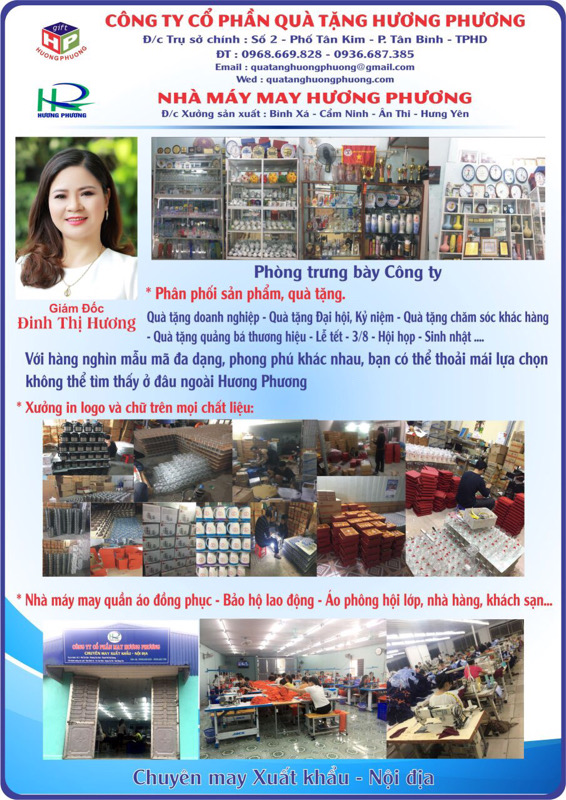 gift
HP
HUONG PHUONG
CÔNG TY CỔ PHẦN QUÀ TẶNG HƯƠNG PHƯƠNG
Đ/c Trụ sở chính : Số 2 - Phố Tân Kim - P. Tân Bình - TPHD
ĐT : 0968.669.828 - 0936.687.385
Email : quatanghuongphuong@gmail.com
Wed : quatanghuongphuong.com
HƯƠNG PHƯƠNG
NHÀ MÁY MAY HƯƠNG PHƯƠNG
Đ/c Xưởng sản xuất : Bình Xá - Cẩm Ninh - Ân Thi - Hưng Yên
Phòng trưng bày Công ty
Giám Đốc
Đinh Thị Hương
* Phân phối sản phẩm, quà tặng.
Quà tặng doanh nghiệp - Quà tặng Đại hội, Kỷ niệm - Quà tặng chăm sóc khác hàng
- Quà tặng quảng bá thương hiệu - Lễ tết - 3/8 - Hội họp - Sinh nhật ....
Với hàng nghìn mẫu mã đa dạng, phong phú khác nhau, bạn có thể thoải mái lựa chọn
không thể tìm thấy ở đâu ngoài Hương Phương
* Xưởng in logo và chữ trên mọi chất liệu:
* Nhà máy may quần áo đồng phục - Bảo hộ lao động - Áo phông hội lớp, nhà hàng, khách sạn...
CÔNG TY CỔ PHẦN MAY HƯƠNG PHƯƠNG
CHUYÊN MAY XUẤT KHẨU - NỘI ĐỊA
Chuyên may Xuất khẩu - Nội địa